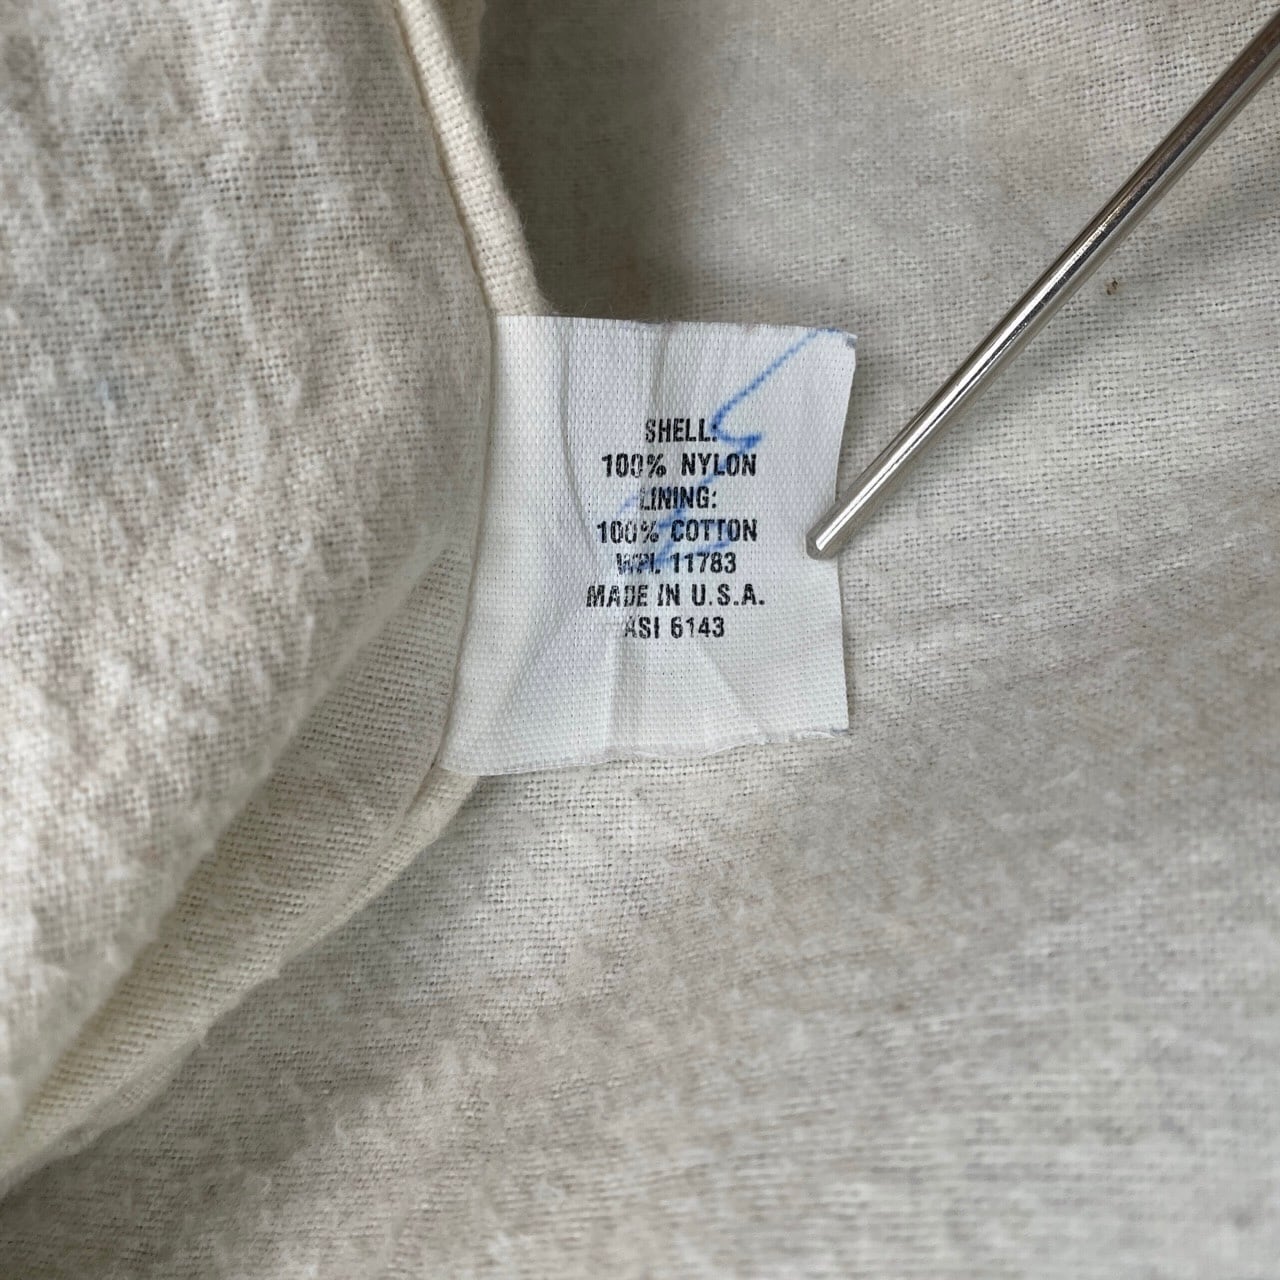 SHELL:
100% NYLON
LINING:
100% COTTON
WPL 11783
MADE IN U.S.A.
ASI 6143